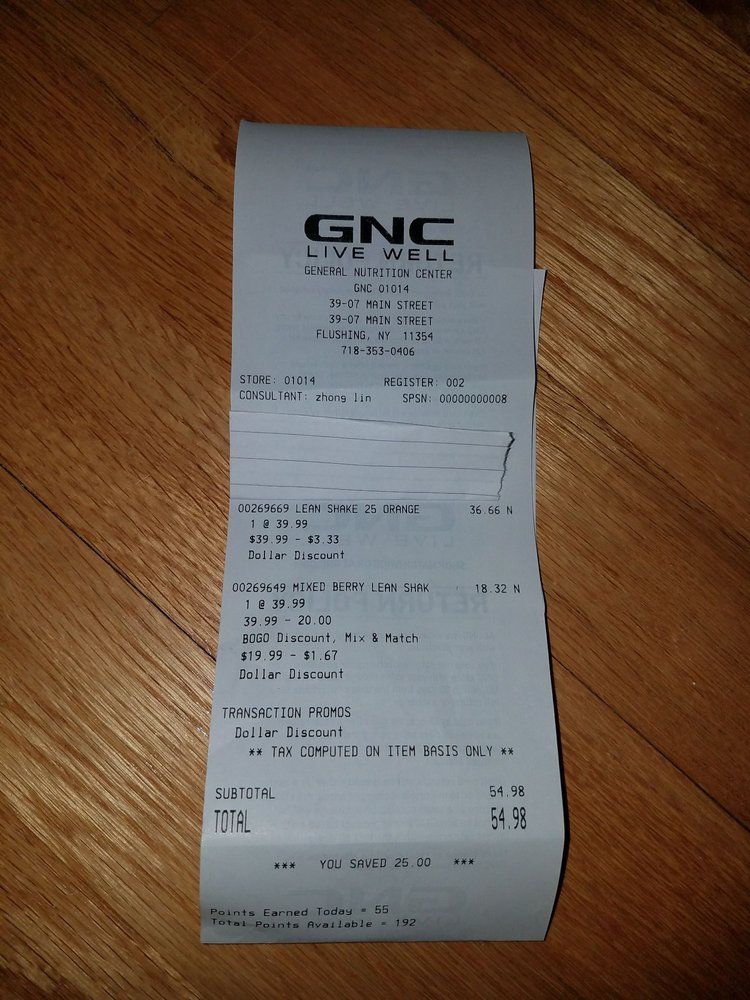 GNC
LIVE WELL
GENERAL NUTRITION CENTER
GNC 01014
39-07 MAIN STREET
39-07 MAIN STREET
FLUSHING, NY 11354
718-353-0406
STORE: 01014 REGISTER: 002
CONSULTANT: zhong lin SPSN: 00000000008
00269669 LEAN SHAKE 25 ORANGE 36.66 N
1 @ 39.99
$39.99 - $3.33
Dollar Discount
00269649 MIXED BERRY LEAN SHAK 18.32 N
1 @ 39.99
39.99 - 20.00
BOGO Discount, Mix & Match
$19.99 - $1.67
Dollar Discount
TRANSACTION PROMOS
Dollar Discount
** TAX COMPUTED ON ITEM BASIS ONLY **
SUBTOTAL 54.98
TOTAL 54.98
*** YOU SAVED 25.00 ***
Points Earned Today = 55
Total Points Available = 192